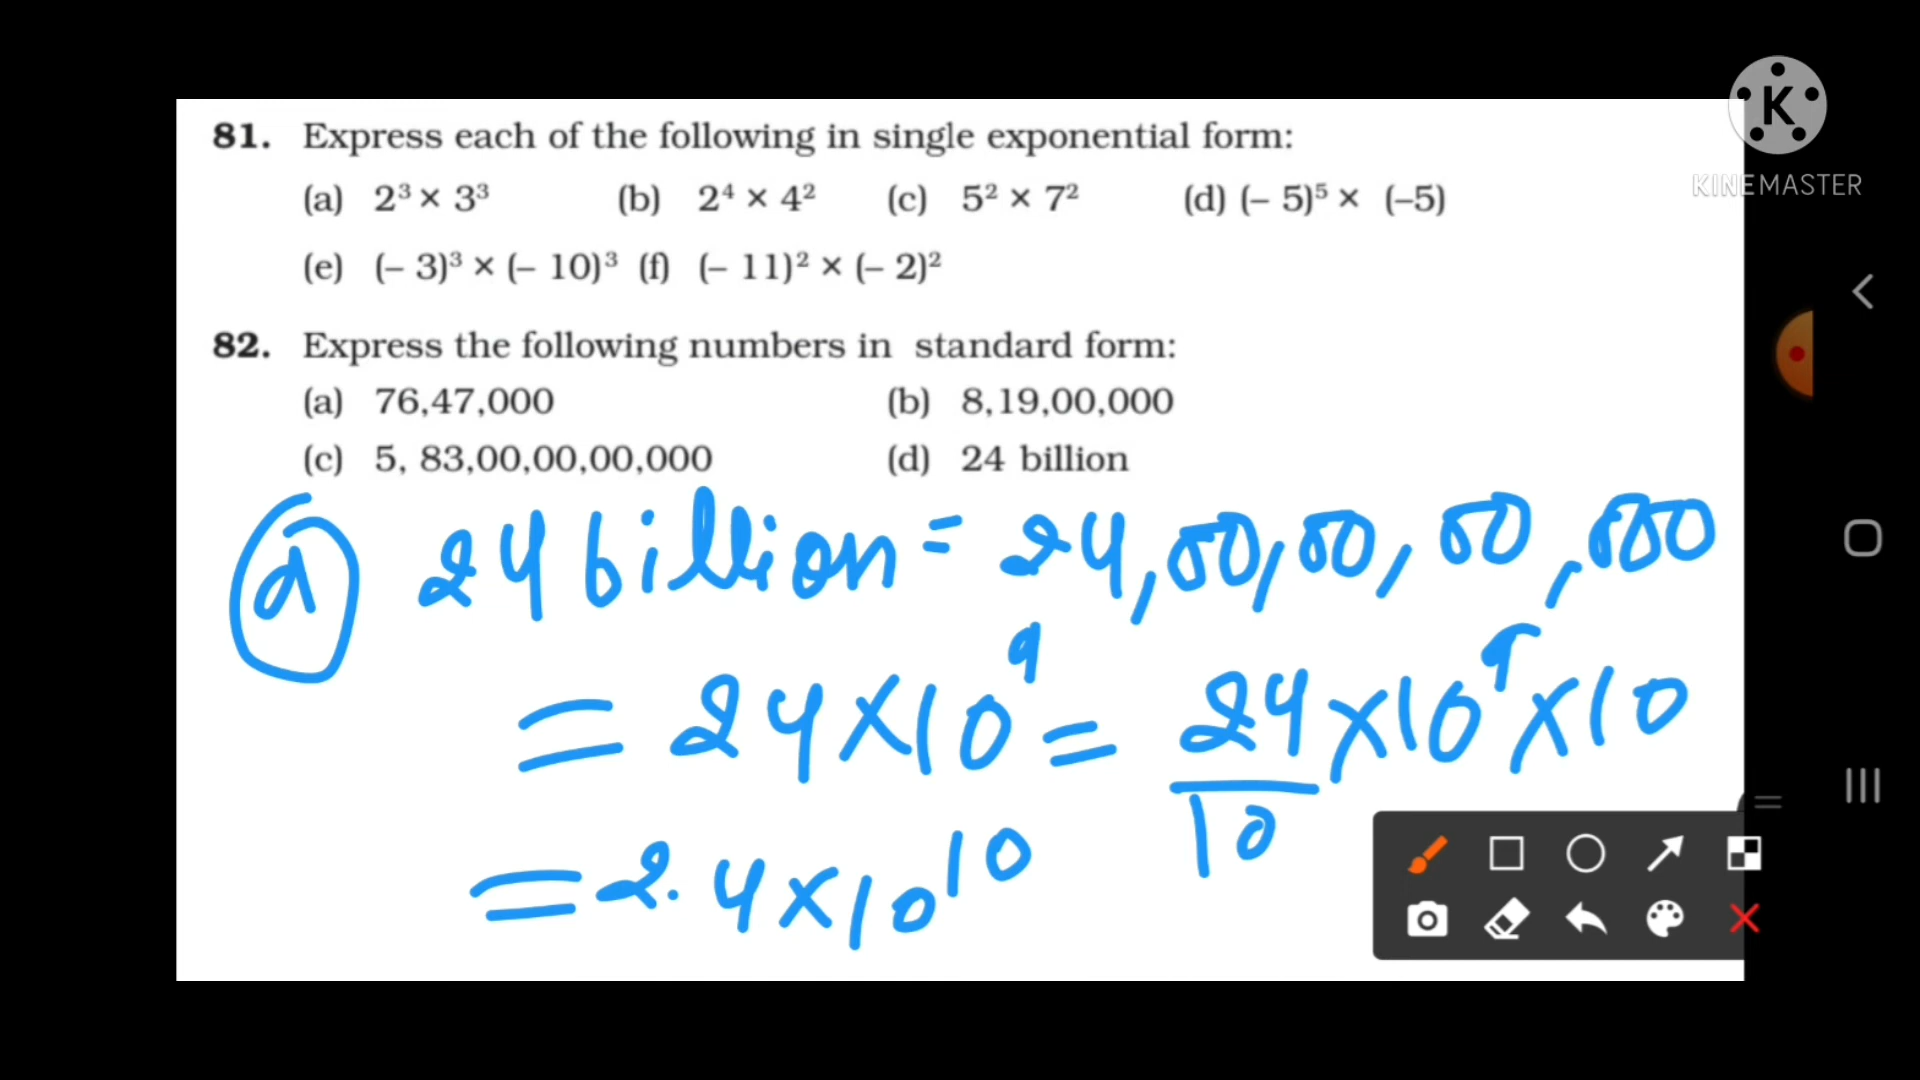 81. Express each of the following in single exponential form:
(a) 2³ × 3³ (b) 2⁴ × 4² (c) 5² × 7² (d) (– 5)⁵ × (–5)
(e) (– 3)³ × (– 10)³ (f) (– 11)² × (– 2)²
82. Express the following numbers in standard form:
(a) 76,47,000 (b) 8,19,00,000
(c) 5, 83,00,00,00,000 (d) 24 billion
d 24 billion = 24,00,00,00,000
= 24×10⁹ = 24/10 ×10⁹×10
= 2.4×10¹⁰
K
KINEMASTER